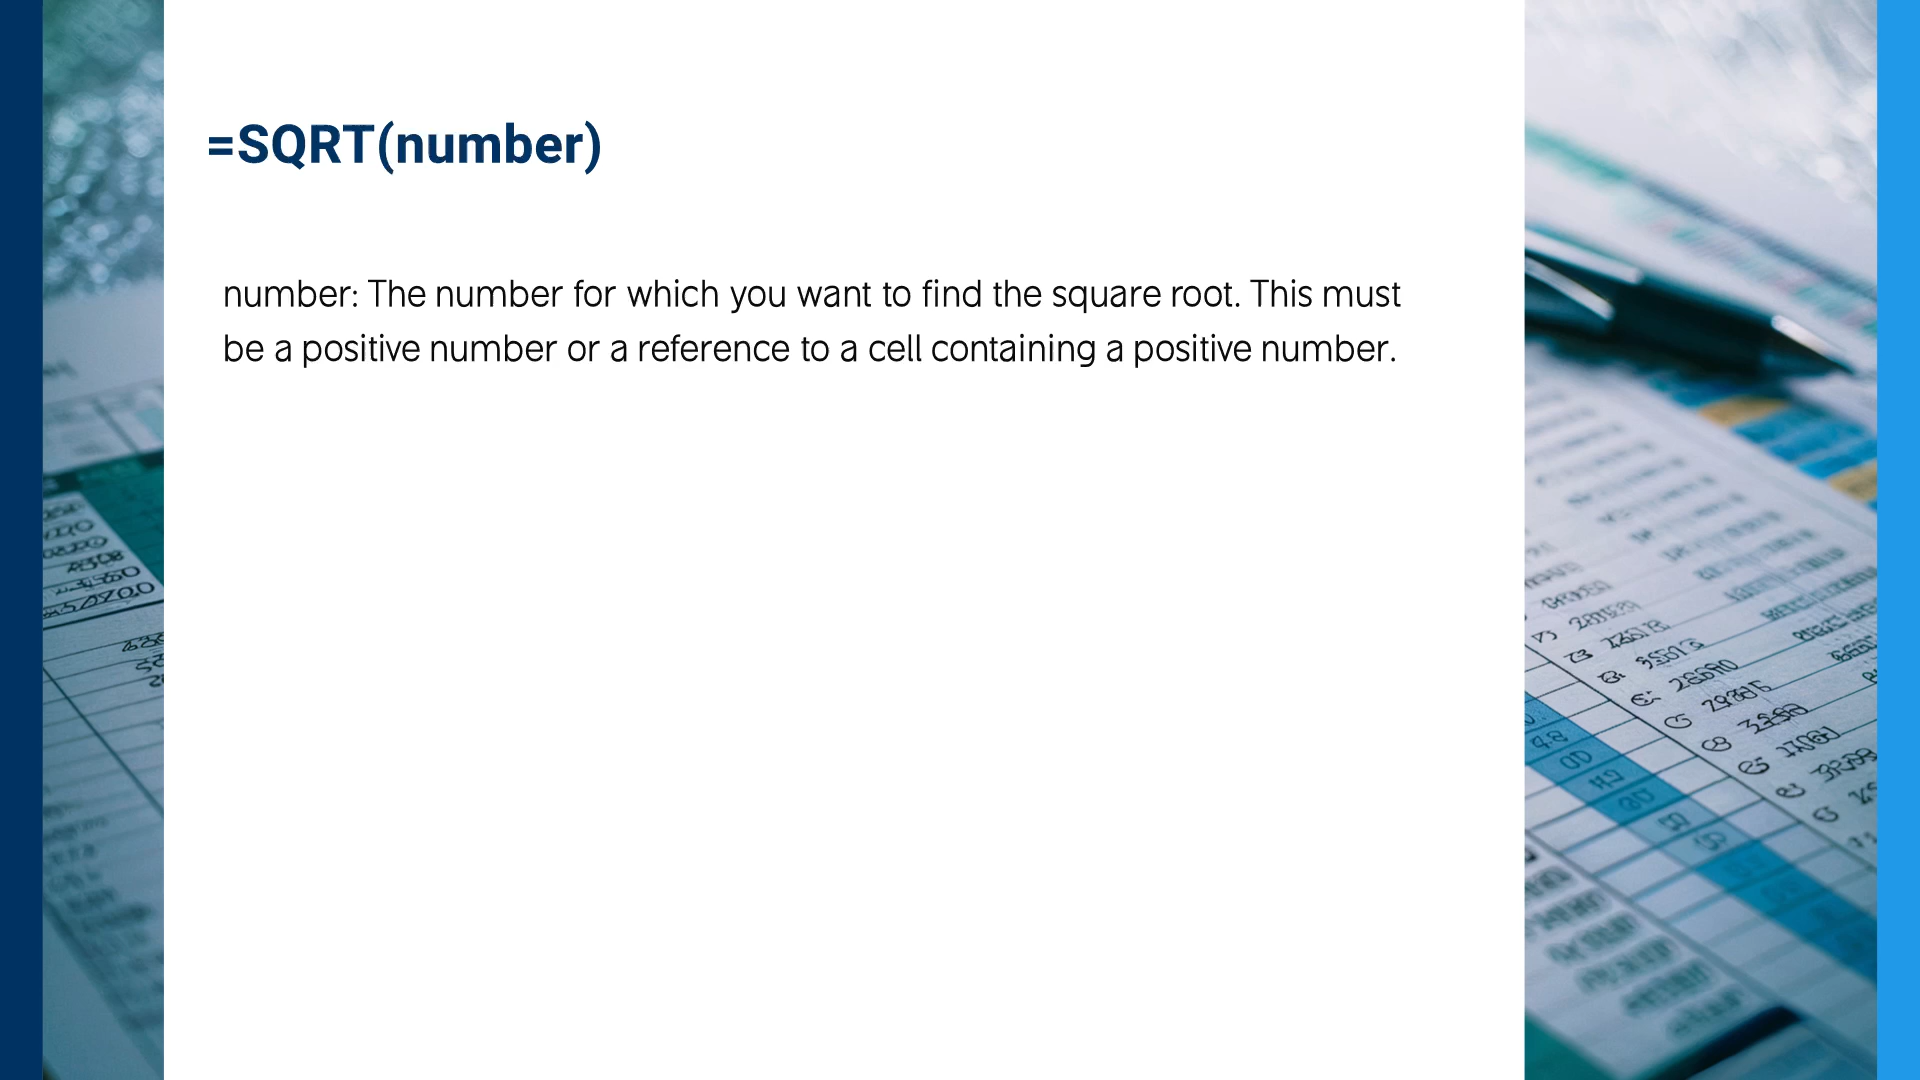 =SQRT(number)
number: The number for which you want to find the square root. This must
be a positive number or a reference to a cell containing a positive number.